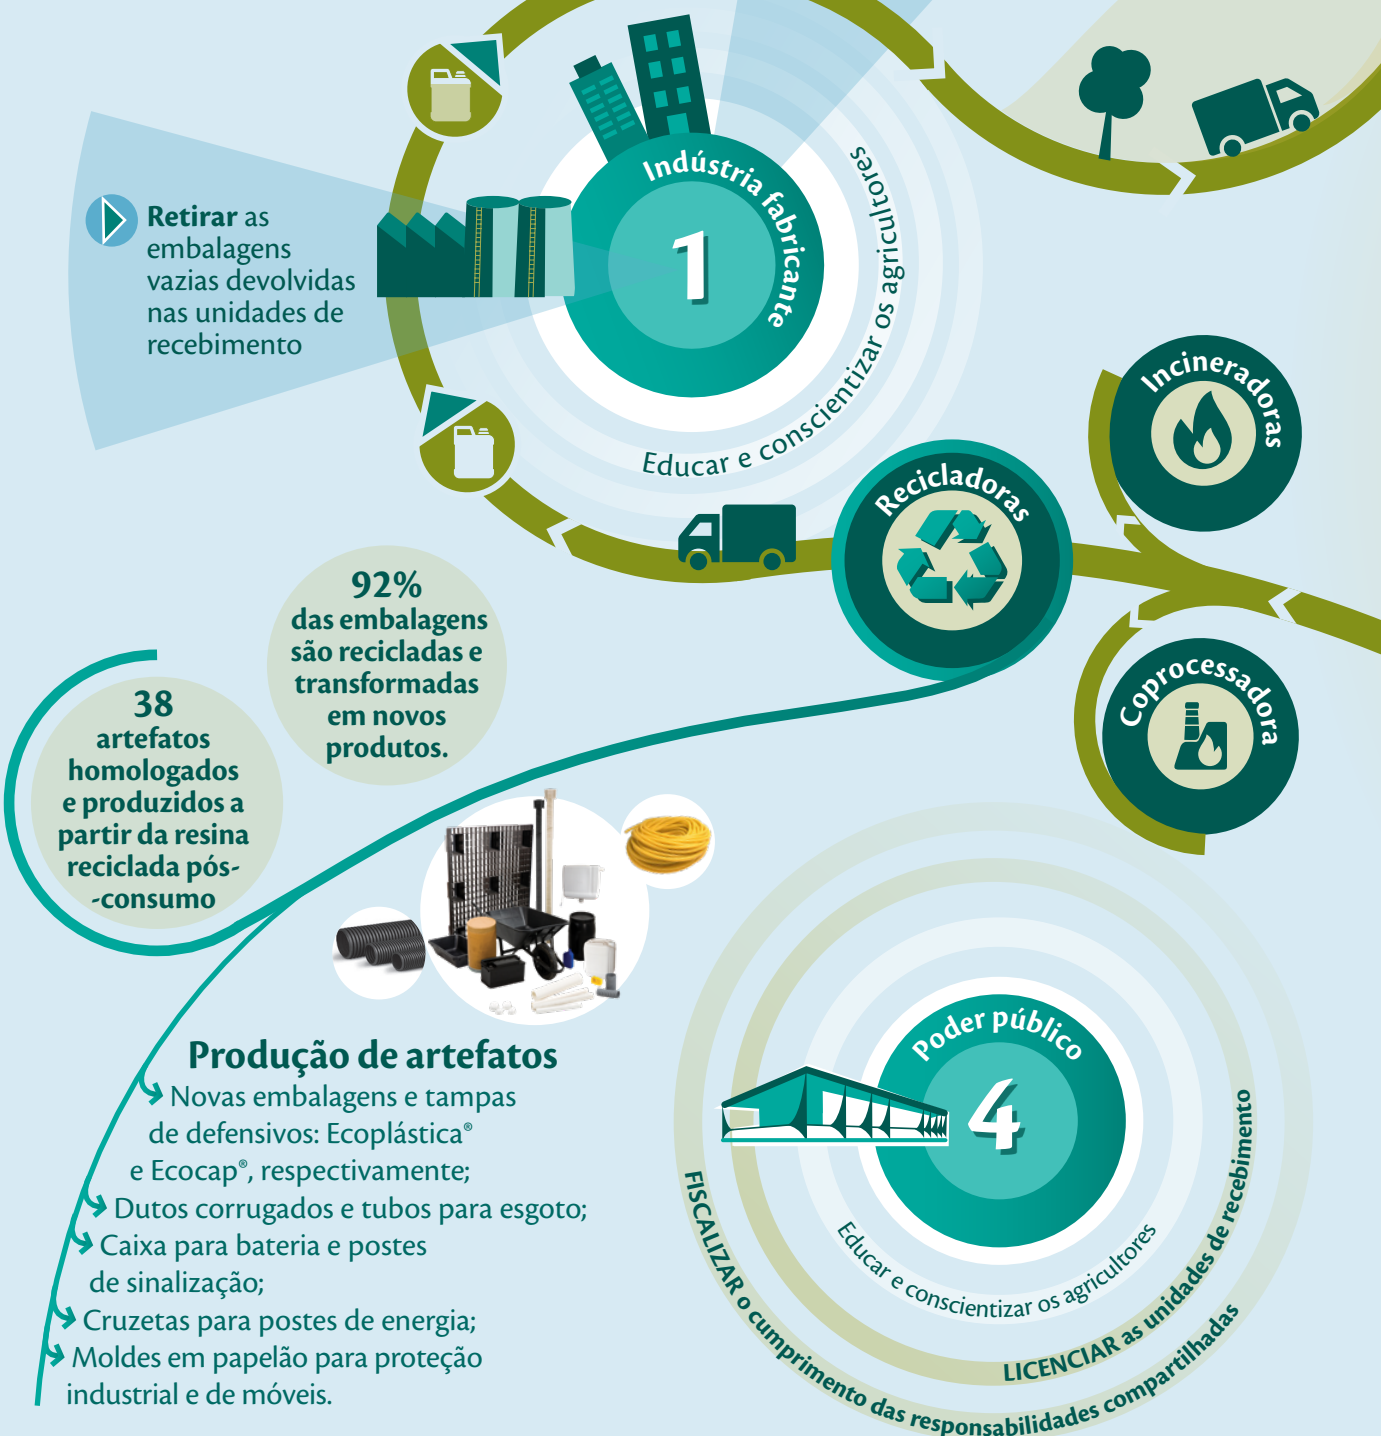 Indústria fabricante
1
Educar e conscientizar os agricultores
Retirar as
embalagens
vazias devolvidas
nas unidades de
recebimento
Incineradoras
Recicladoras
Coprocessadora
92%
das embalagens
são recicladas e
transformadas
em novos
produtos.
38
artefatos
homologados
e produzidos a
partir da resina
reciclada pós-
-consumo
Produção de artefatos
Novas embalagens e tampas
de defensivos: Ecoplástica®
e Ecocap®, respectivamente;
Dutos corrugados e tubos para esgoto;
Caixa para bateria e postes
de sinalização;
Cruzetas para postes de energia;
Moldes em papelão para proteção
industrial e de móveis.
Poder público
4
Educar e conscientizar os agricultores
LICENCIAR as unidades de recebimento
FISCALIZAR o cumprimento das responsabilidades compartilhadas